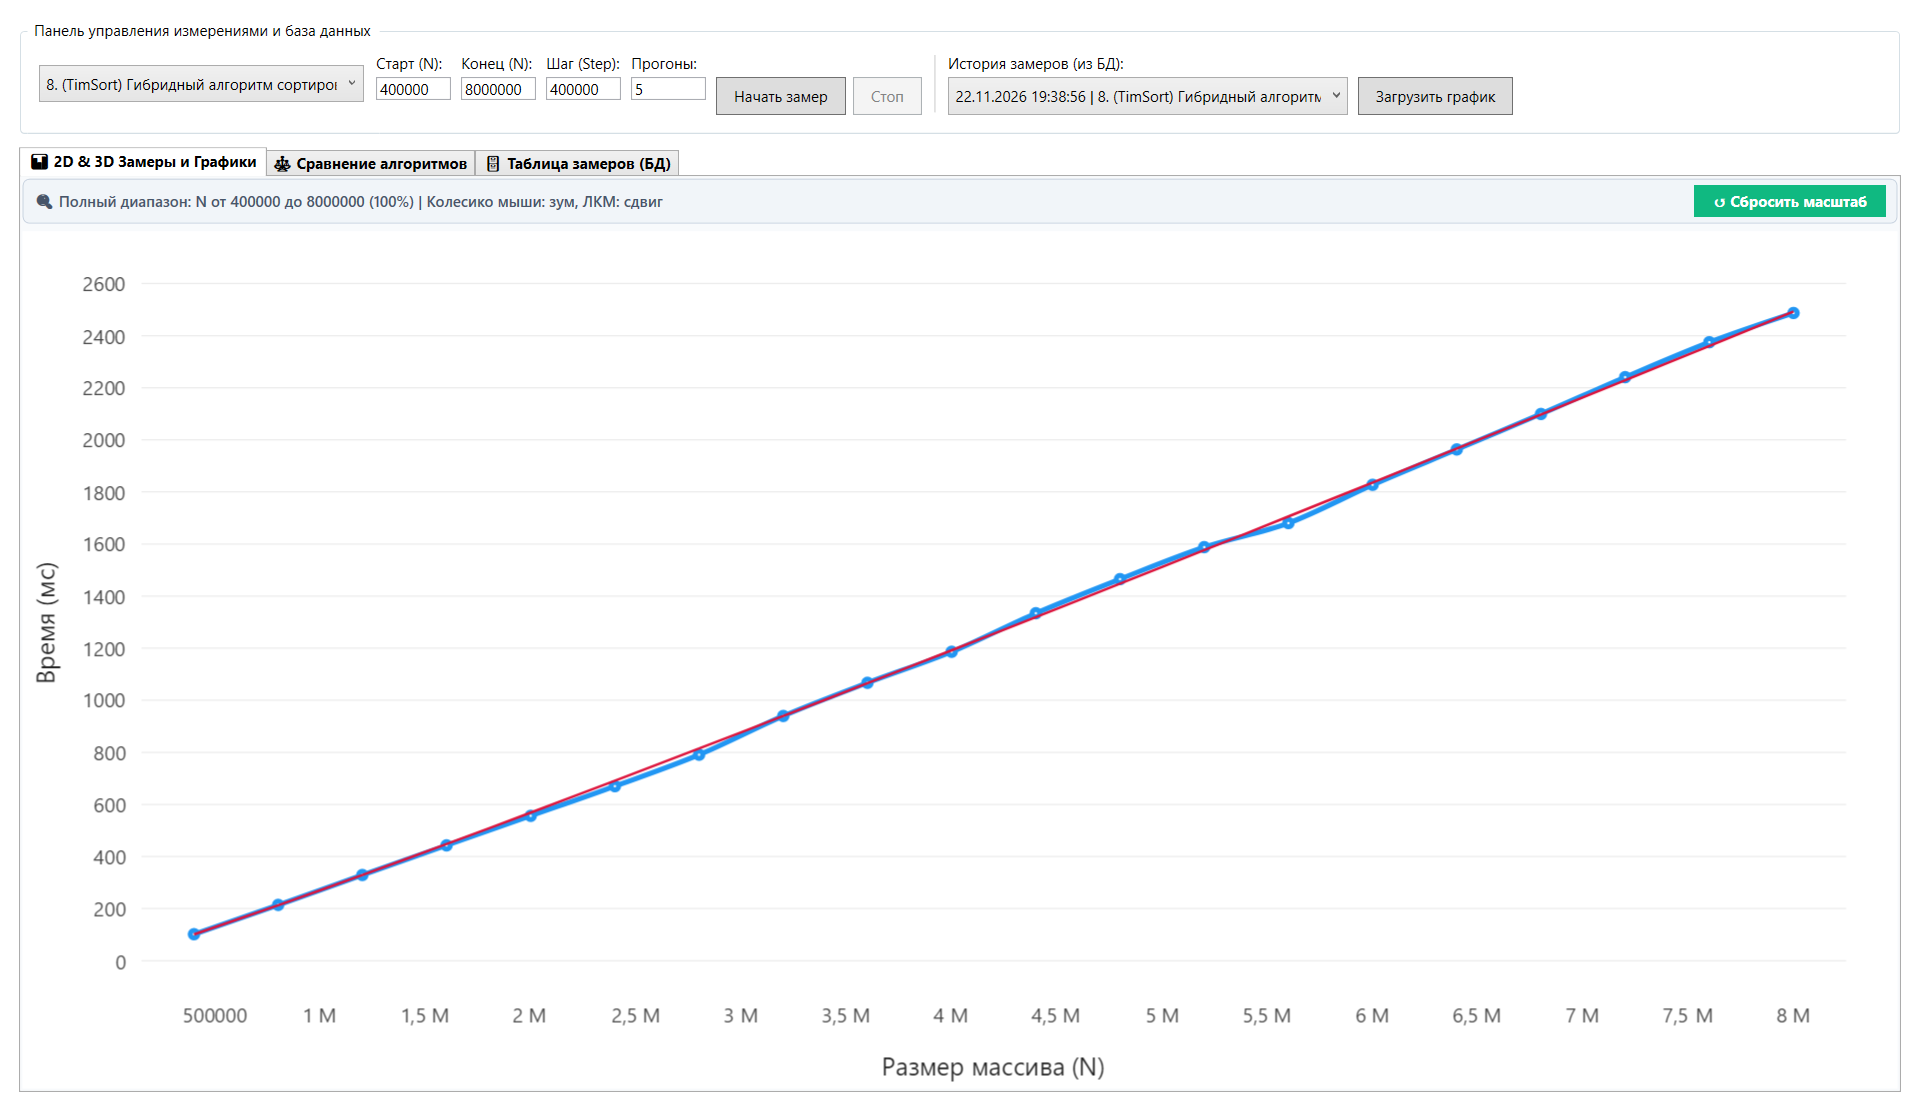 Панель управления измерениями и база данных
8. (TimSort) Гибридный алгоритм сортиро
Старт (N):
400000
Конец (N):
8000000
Шаг (Step):
400000
Прогоны:
5
Начать замер
Стоп
История замеров (из БД):
22.11.2026 19:38:56 | 8. (TimSort) Гибридный алгоритм
Загрузить график
2D & 3D Замеры и Графики
Сравнение алгоритмов
Таблица замеров (БД)
Полный диапазон: N от 400000 до 8000000 (100%) | Колесико мыши: зум, ЛКМ: сдвиг
↺ Сбросить масштаб
Время (мс)
2600
2400
2200
2000
1800
1600
1400
1200
1000
800
600
400
200
0
500000 1 M 1,5 M 2 M 2,5 M 3 M 3,5 M 4 M 4,5 M 5 M 5,5 M 6 M 6,5 M 7 M 7,5 M 8 M
Размер массива (N)